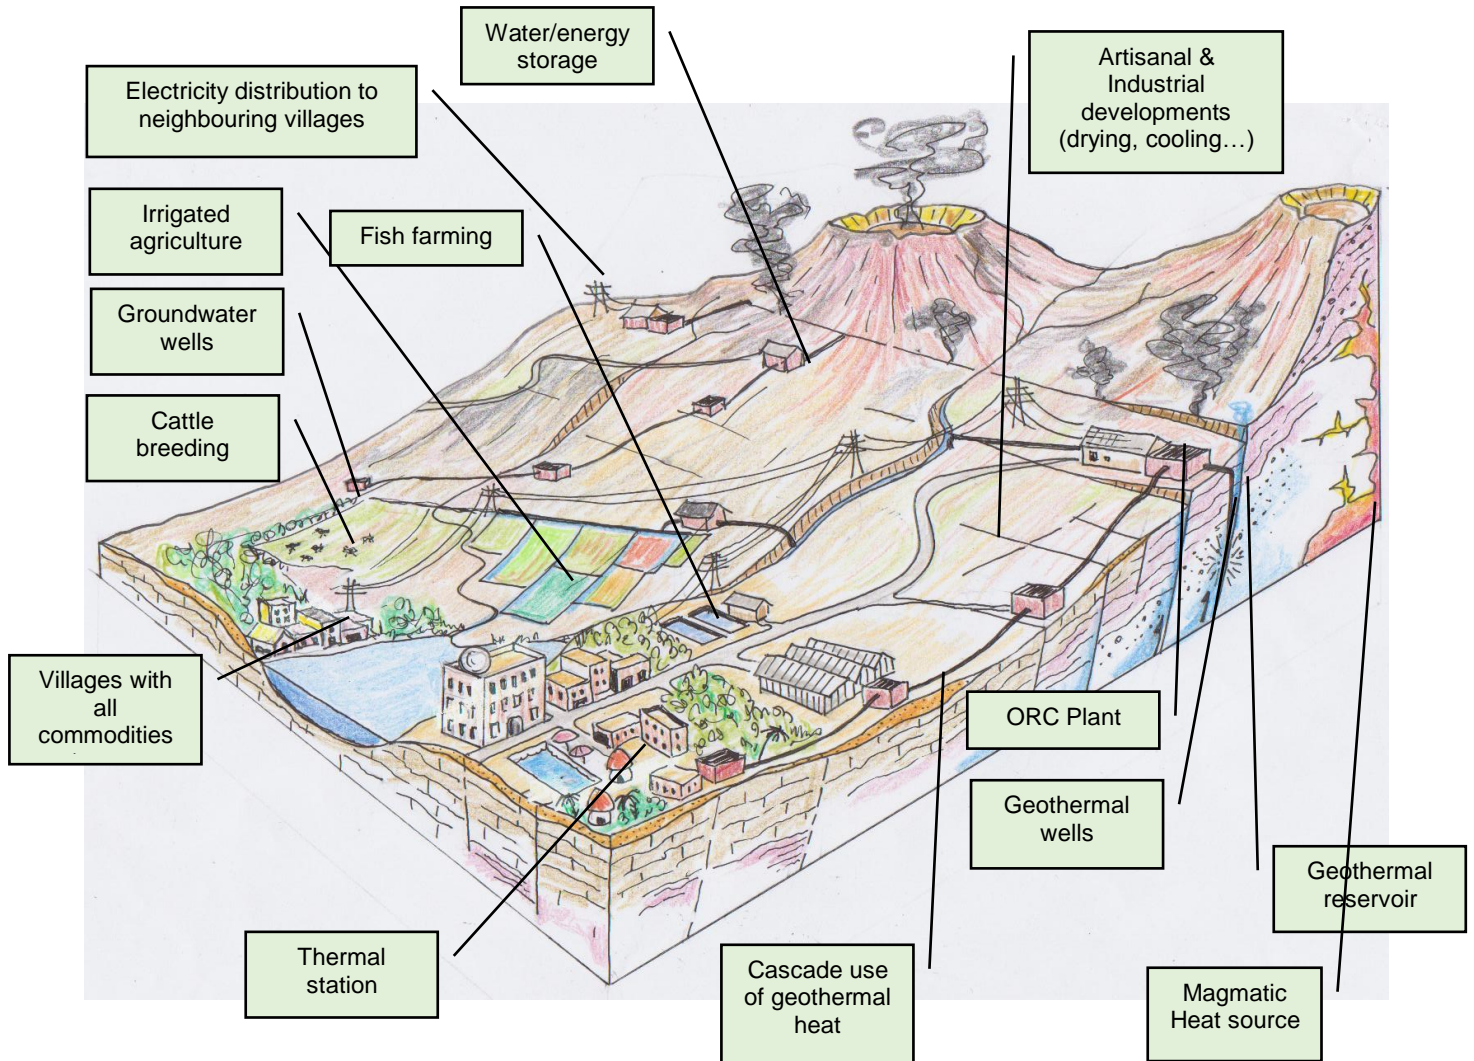 Water/energy
storage
Artisanal &
Industrial
developments
(drying, cooling…)
Electricity distribution to
neighbouring villages
Irrigated
agriculture
Fish farming
Groundwater
wells
Cattle
breeding
Villages with
all
commodities
ORC Plant
Geothermal
wells
Geothermal
reservoir
Thermal
station
Cascade use
of geothermal
heat
Magmatic
Heat source